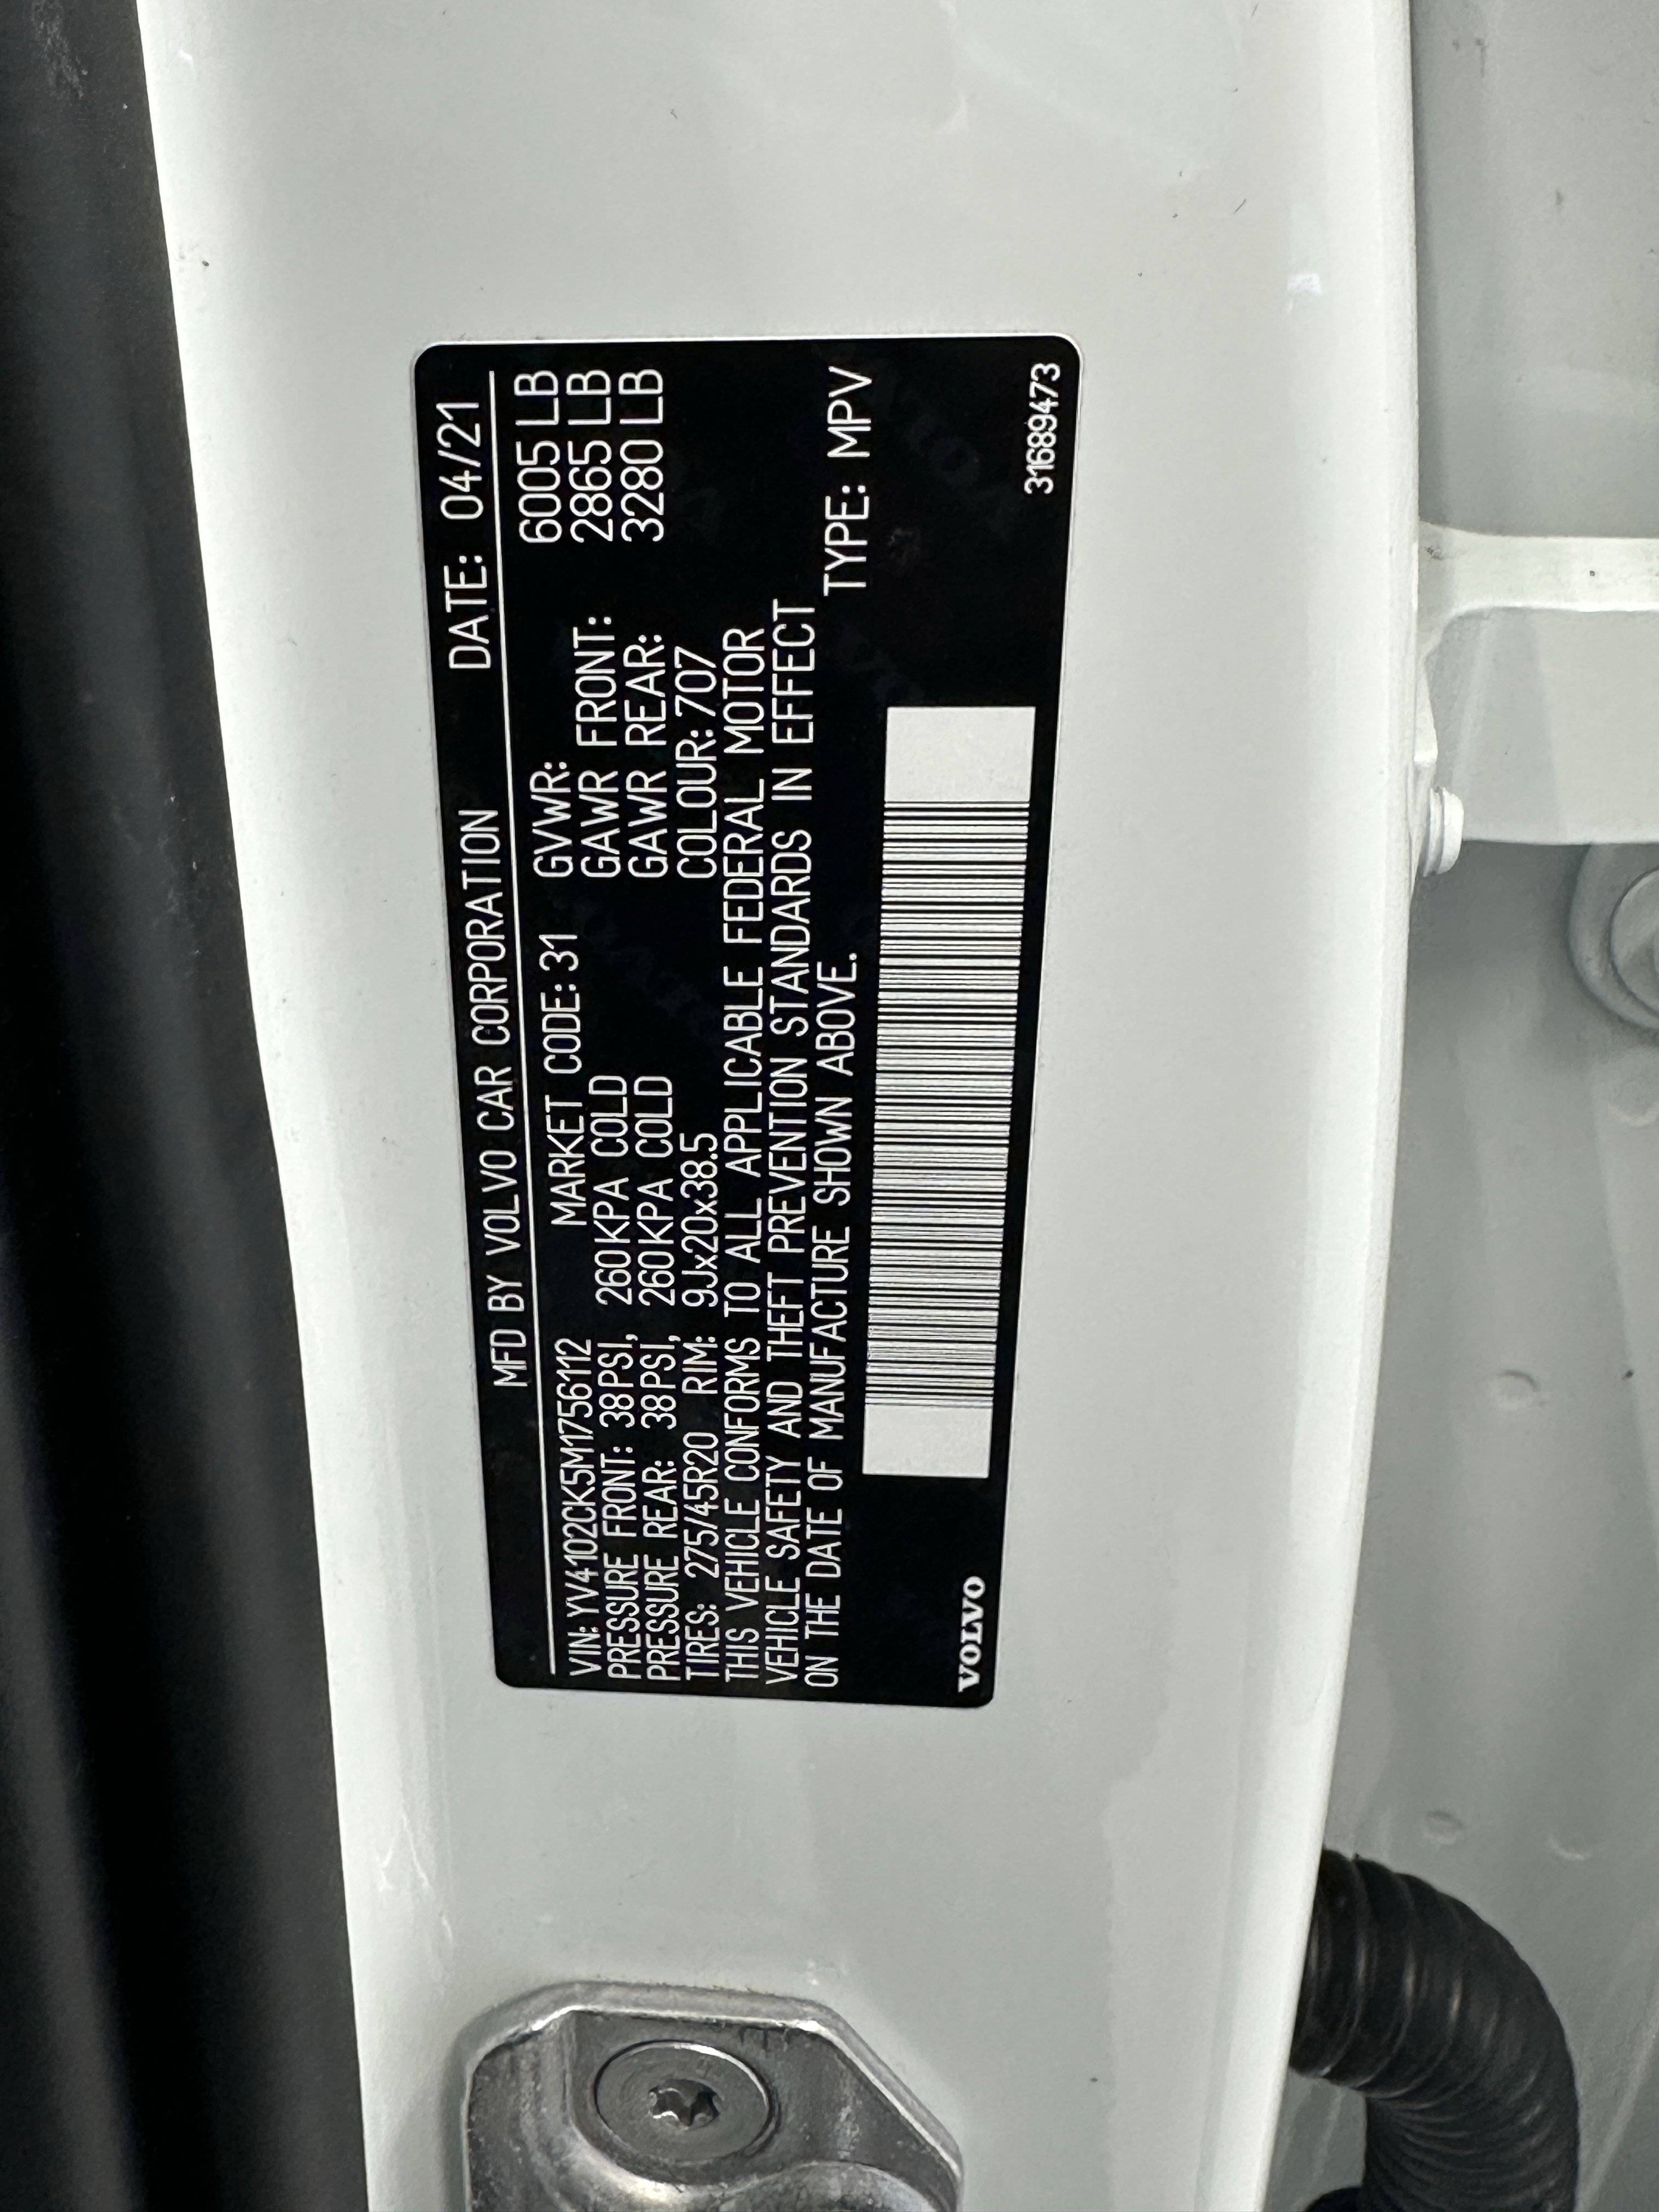 MFD BY VOLVO CAR CORPORATION DATE: 04/21
VIN: YV4102CK5M1756112 MARKET CODE: 31 GVWR: 6005 LB
PRESSURE FRONT: 38PSI, 260KPA COLD GAWR FRONT: 2865 LB
PRESSURE REAR: 38PSI, 260KPA COLD GAWR REAR: 3280 LB
TIRES: 275/45R20 RIM: 9Jx20x38.5 COLOUR: 707
THIS VEHICLE CONFORMS TO ALL APPLICABLE FEDERAL MOTOR
VEHICLE SAFETY AND THEFT PREVENTION STANDARDS IN EFFECT
ON THE DATE OF MANUFACTURE SHOWN ABOVE. TYPE: MPV
VOLVO 31689473